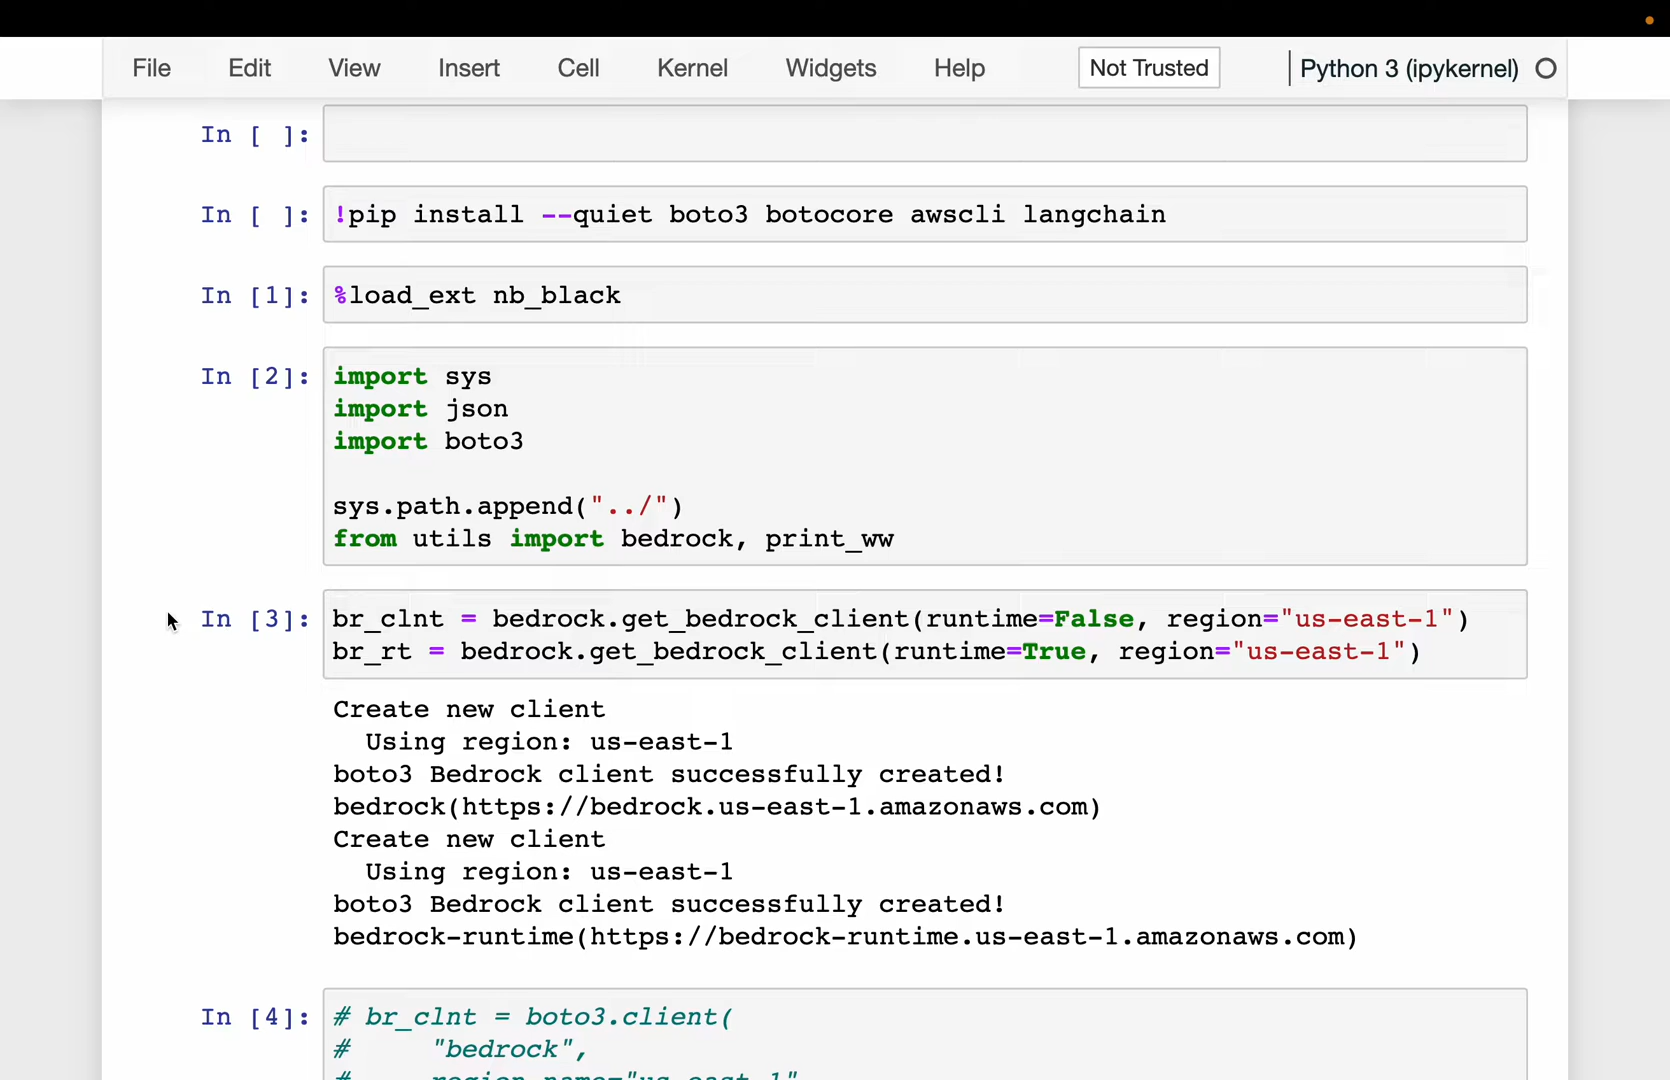 File Edit View Insert Cell Kernel Widgets Help Not Trusted Python 3 (ipykernel)
In [ ]:
In [ ]: !pip install --quiet boto3 botocore awscli langchain
In [1]: %load_ext nb_black
In [2]: import sys
import json
import boto3
sys.path.append("../")
from utils import bedrock, print_ww
In [3]: br_clnt = bedrock.get_bedrock_client(runtime=False, region="us-east-1")
br_rt = bedrock.get_bedrock_client(runtime=True, region="us-east-1")
Create new client
Using region: us-east-1
boto3 Bedrock client successfully created!
bedrock(https://bedrock.us-east-1.amazonaws.com)
Create new client
Using region: us-east-1
boto3 Bedrock client successfully created!
bedrock-runtime(https://bedrock-runtime.us-east-1.amazonaws.com)
In [4]: # br_clnt = boto3.client(
# "bedrock",
# region_name="us-east-1"